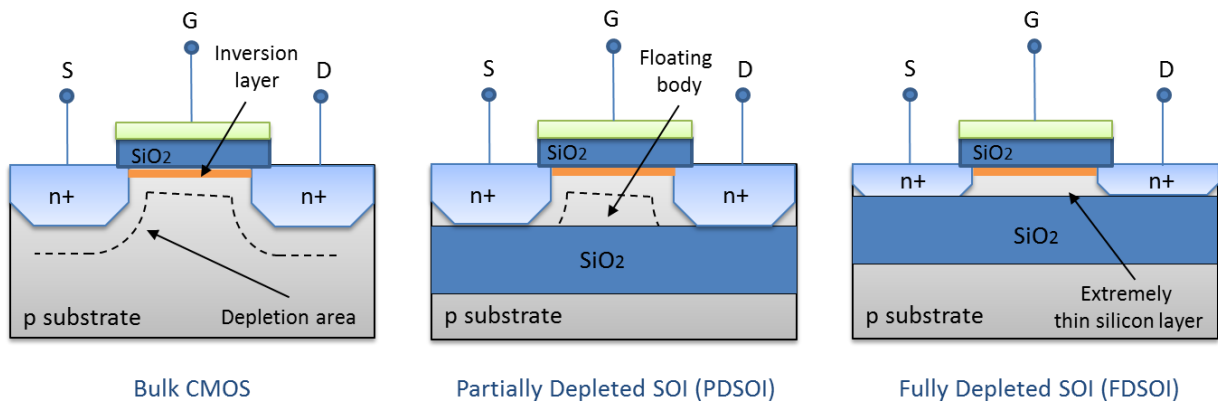 G
S
D
Inversion
layer
SiO₂
n+
n+
p substrate
Depletion area
Bulk CMOS
G
S
D
Floating
body
SiO₂
n+
n+
SiO₂
p substrate
Partially Depleted SOI (PDSOI)
G
S
D
SiO₂
n+
n+
SiO₂
p substrate
Extremely
thin silicon layer
Fully Depleted SOI (FDSOI)